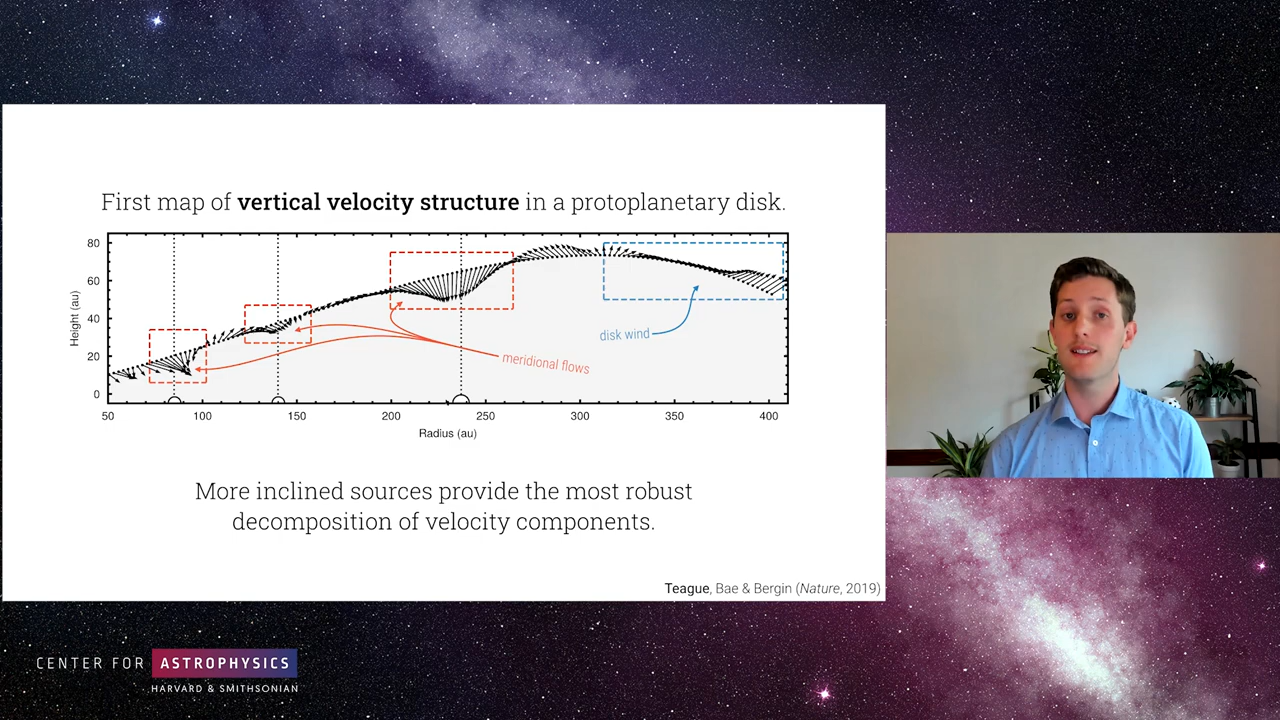 First map of vertical velocity structure in a protoplanetary disk.
80
60
40
20
0
Height (au)
disk wind
meridional flows
50 100 150 200 250 300 350 400
Radius (au)
More inclined sources provide the most robust
decomposition of velocity components.
Teague, Bae & Bergin (Nature, 2019)
CENTER FOR ASTROPHYSICS
HARVARD & SMITHSONIAN